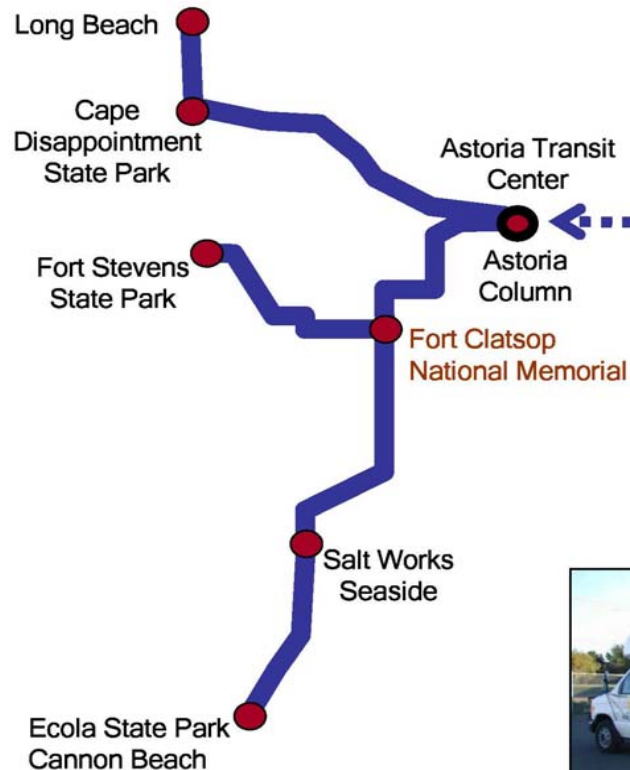 Long Beach
Cape
Disappointment
State Park
Astoria Transit
Center
Astoria
Column
Fort Stevens
State Park
Fort Clatsop
National Memorial
Salt Works
Seaside
Ecola State Park
Cannon Beach